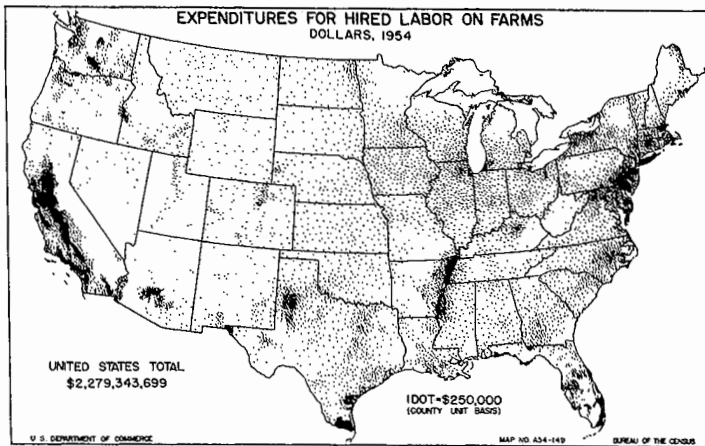 EXPENDITURES FOR HIRED LABOR ON FARMS
DOLLARS, 1954
UNITED STATES TOTAL
$2,279,343,699
1 DOT=$250,000
(COUNTY UNIT BASIS)
U. S. DEPARTMENT OF COMMERCE
MAP NO. A54-149
BUREAU OF THE CENSUS